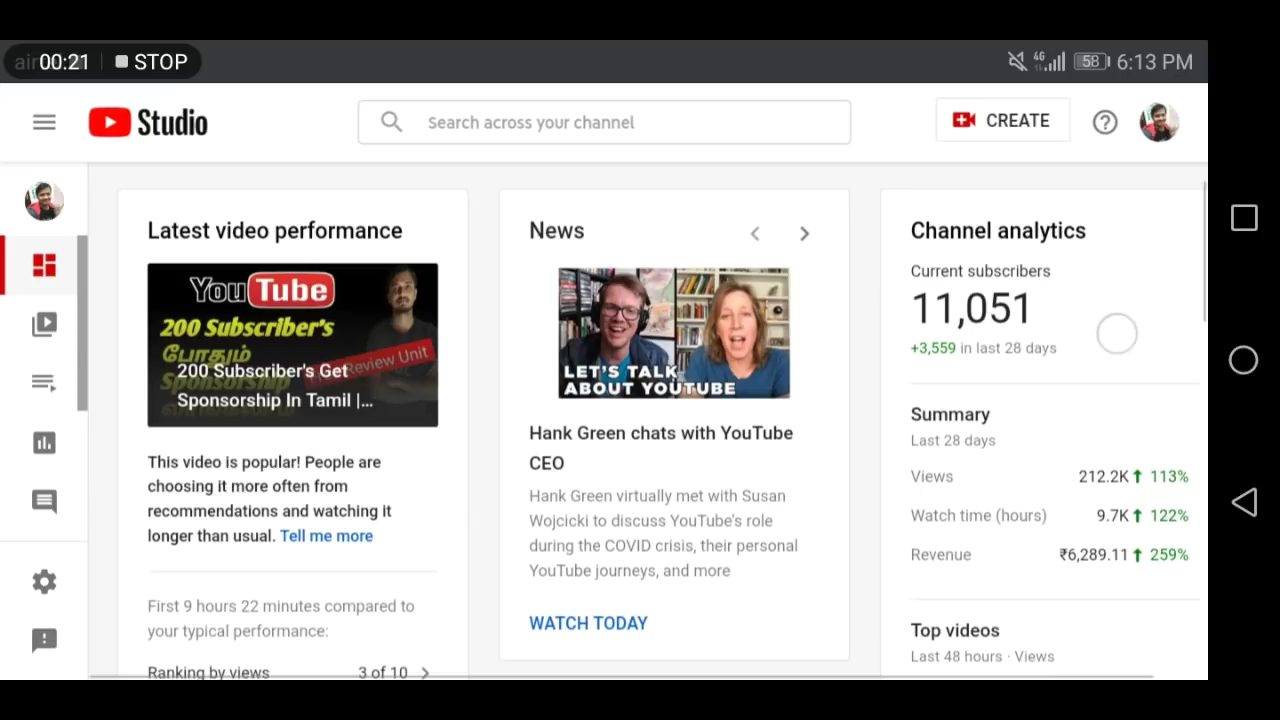 00:21 STOP
4G 58 6:13 PM
Studio
Search across your channel
CREATE
Latest video performance
YouTube
200 Subscriber's
போதும்
Review Unit
Sponsorship
200 Subscriber's Get
Sponsorship In Tamil |...
This video is popular! People are
choosing it more often from
recommendations and watching it
longer than usual. Tell me more
First 9 hours 22 minutes compared to
your typical performance:
Ranking by views 3 of 10
News
LET'S TALK
ABOUT YOUTUBE
Hank Green chats with YouTube
CEO
Hank Green virtually met with Susan
Wojcicki to discuss YouTube's role
during the COVID crisis, their personal
YouTube journeys, and more
WATCH TODAY
Channel analytics
Current subscribers
11,051
+3,559 in last 28 days
Summary
Last 28 days
Views 212.2K 113%
Watch time (hours) 9.7K 122%
Revenue ₹6,289.11 259%
Top videos
Last 48 hours · Views